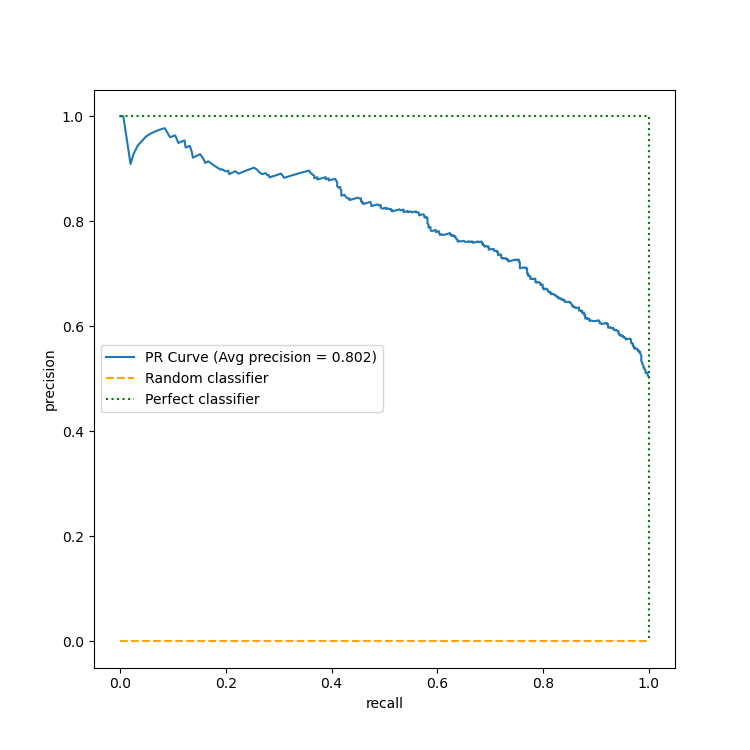 1.0
0.8
0.6
0.4
0.2
0.0
precision
PR Curve (Avg precision = 0.802)
Random classifier
Perfect classifier
0.0 0.2 0.4 0.6 0.8 1.0
recall